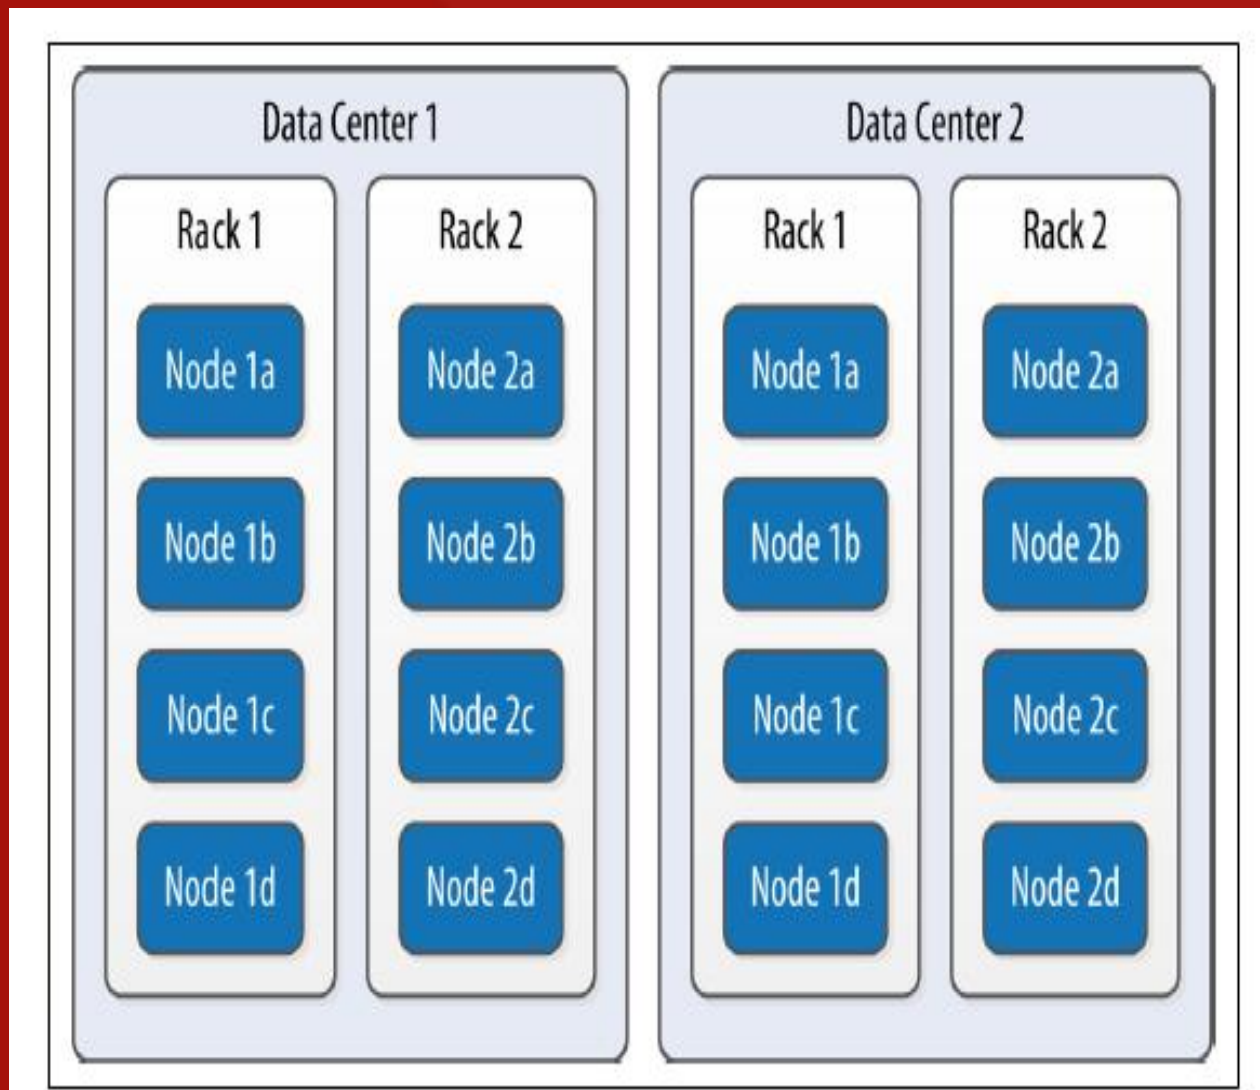 Data Center 1
Rack 1
Node 1a
Node 1b
Node 1c
Node 1d
Rack 2
Node 2a
Node 2b
Node 2c
Node 2d
Data Center 2
Rack 1
Node 1a
Node 1b
Node 1c
Node 1d
Rack 2
Node 2a
Node 2b
Node 2c
Node 2d